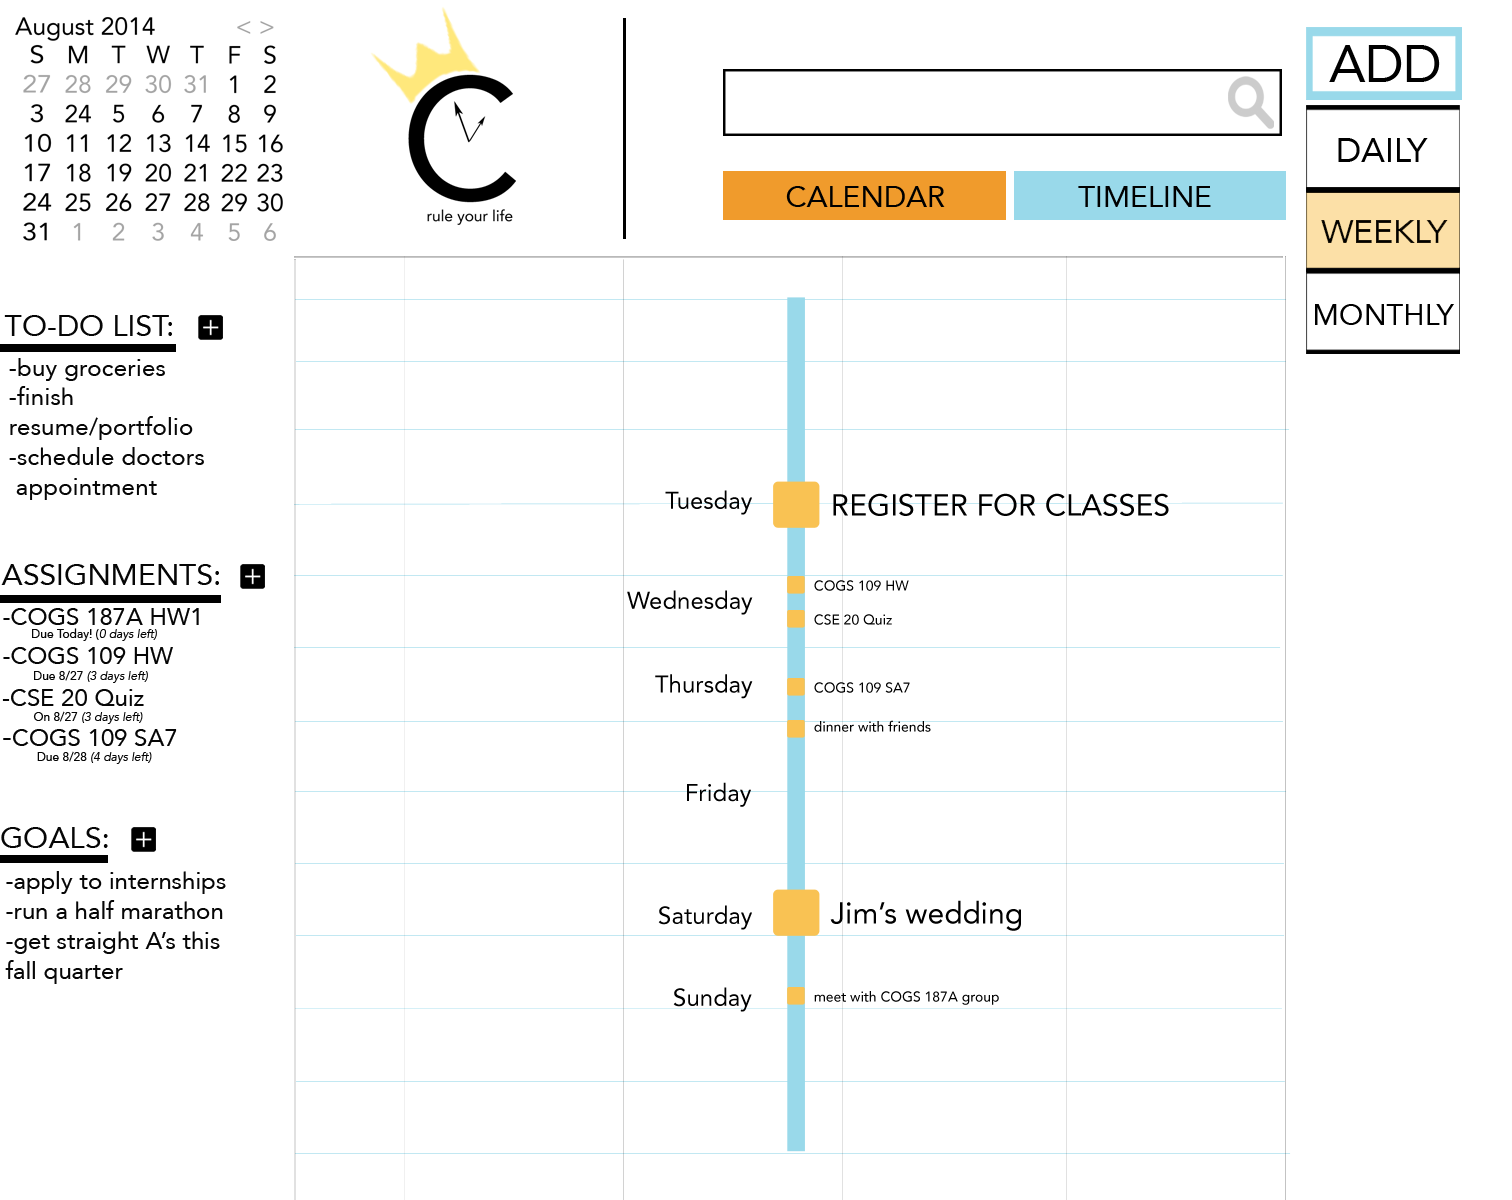 August 2014 < >
S M T W T F S
27 28 29 30 31 1 2
3 24 5 6 7 8 9
10 11 12 13 14 15 16
17 18 19 20 21 22 23
24 25 26 27 28 29 30
31 1 2 3 4 5 6
C
rule your life
CALENDAR
TIMELINE
ADD
DAILY
WEEKLY
MONTHLY
TO-DO LIST: +
-buy groceries
-finish
resume/portfolio
-schedule doctors
appointment
ASSIGNMENTS: +
-COGS 187A HW1
Due Today! (0 days left)
-COGS 109 HW
Due 8/27 (3 days left)
-CSE 20 Quiz
On 8/27 (3 days left)
-COGS 109 SA7
Due 8/28 (4 days left)
GOALS: +
-apply to internships
-run a half marathon
-get straight A's this
fall quarter
Tuesday REGISTER FOR CLASSES
COGS 109 HW
Wednesday
CSE 20 Quiz
Thursday COGS 109 SA7
dinner with friends
Friday
Saturday Jim's wedding
Sunday meet with COGS 187A group